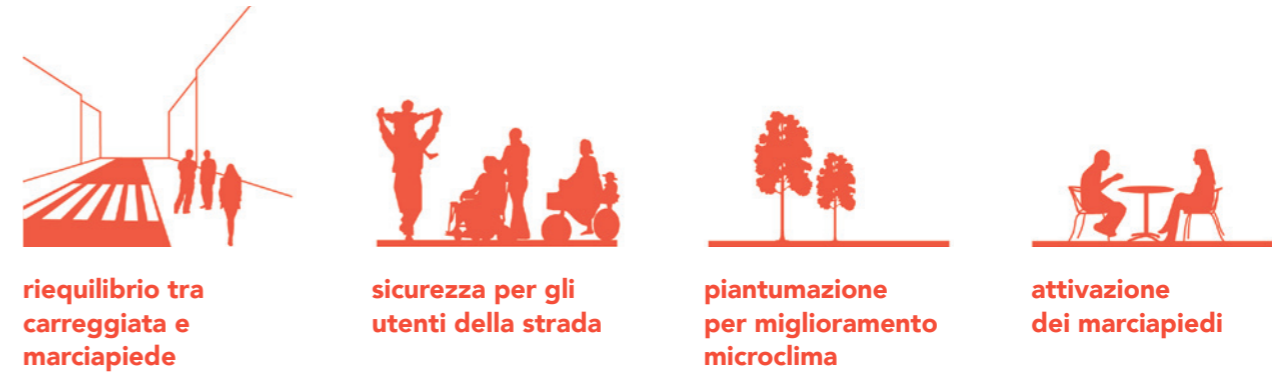 riequilibrio tra
carreggiata e
marciapiede
sicurezza per gli
utenti della strada
piantumazione
per miglioramento
microclima
attivazione
dei marciapiedi